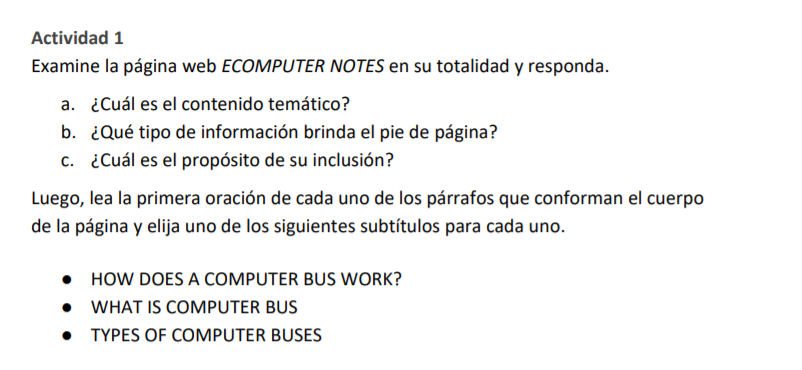 Actividad 1
Examine la página web ECOMPUTER NOTES en su totalidad y responda.
a. ¿Cuál es el contenido temático?
b. ¿Qué tipo de información brinda el pie de página?
c. ¿Cuál es el propósito de su inclusión?
Luego, lea la primera oración de cada uno de los párrafos que conforman el cuerpo
de la página y elija uno de los siguientes subtítulos para cada uno.
● HOW DOES A COMPUTER BUS WORK?
● WHAT IS COMPUTER BUS
● TYPES OF COMPUTER BUSES